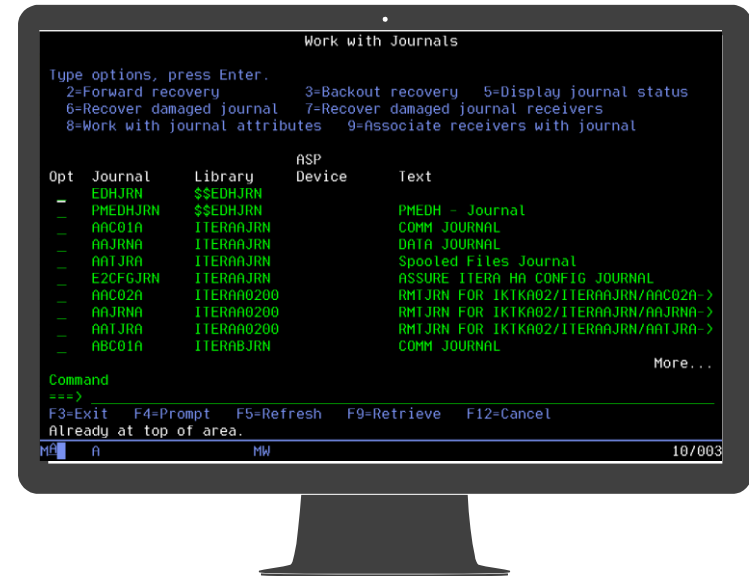 Work with Journals
Type options, press Enter.
2=Forward recovery 3=Backout recovery 5=Display journal status
6=Recover damaged journal 7=Recover damaged journal receivers
8=Work with journal attributes 9=Associate receivers with journal
ASP
Opt Journal Library Device Text
_ EDHJRN $$EDHJRN
_ PMEDHJRN $$EDHJRN PMEDH - Journal
_ AAC01A ITERAAJRN COMM JOURNAL
_ AAJRNA ITERAAJRN DATA JOURNAL
_ AATJRA ITERAAJRN Spooled Files Journal
_ E2CFGJRN ITERAAJRN ASSURE ITERA HA CONFIG JOURNAL
_ AAC02A ITERAA0200 RMTJRN FOR IKTKA02/ITERAAJRN/AAC02A->
_ AAJRNA ITERAA0200 RMTJRN FOR IKTKA02/ITERAAJRN/AAJRNA->
_ AATJRA ITERAA0200 RMTJRN FOR IKTKA02/ITERAAJRN/AATJRA->
_ ABC01A ITERABJRN COMM JOURNAL
More...
Command
===>
F3=Exit F4=Prompt F5=Refresh F9=Retrieve F12=Cancel
Already at top of area.
MA A MW 10/003